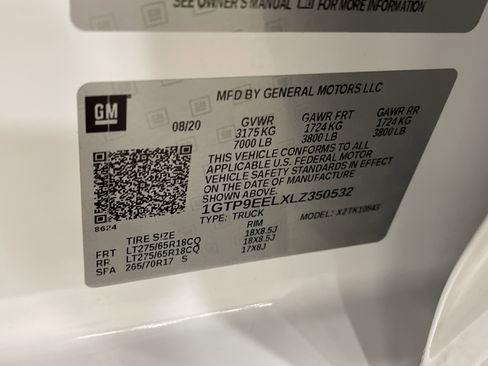 SEE OWNER'S MANUAL FOR MORE INFORMATION
GM
MFD BY GENERAL MOTORS LLC
08/20 GVWR GAWR FRT GAWR RR
3175 KG 1724 KG 1724 KG
7000 LB 3800 LB 3800 LB
THIS VEHICLE CONFORMS TO ALL
APPLICABLE U.S. FEDERAL MOTOR
VEHICLE SAFETY STANDARDS IN EFFECT
ON THE DATE OF MANUFACTURE
SHOWN ABOVE.
1GTP9EELXLZ350532
8624
TYPE: TRUCK MODEL: X2TK10543
TIRE SIZE RIM
FRT LT275/65R18CQ 18X8.5J
RR LT275/65R18CQ 18X8.5J
SPA 265/70R17 S 17X8J